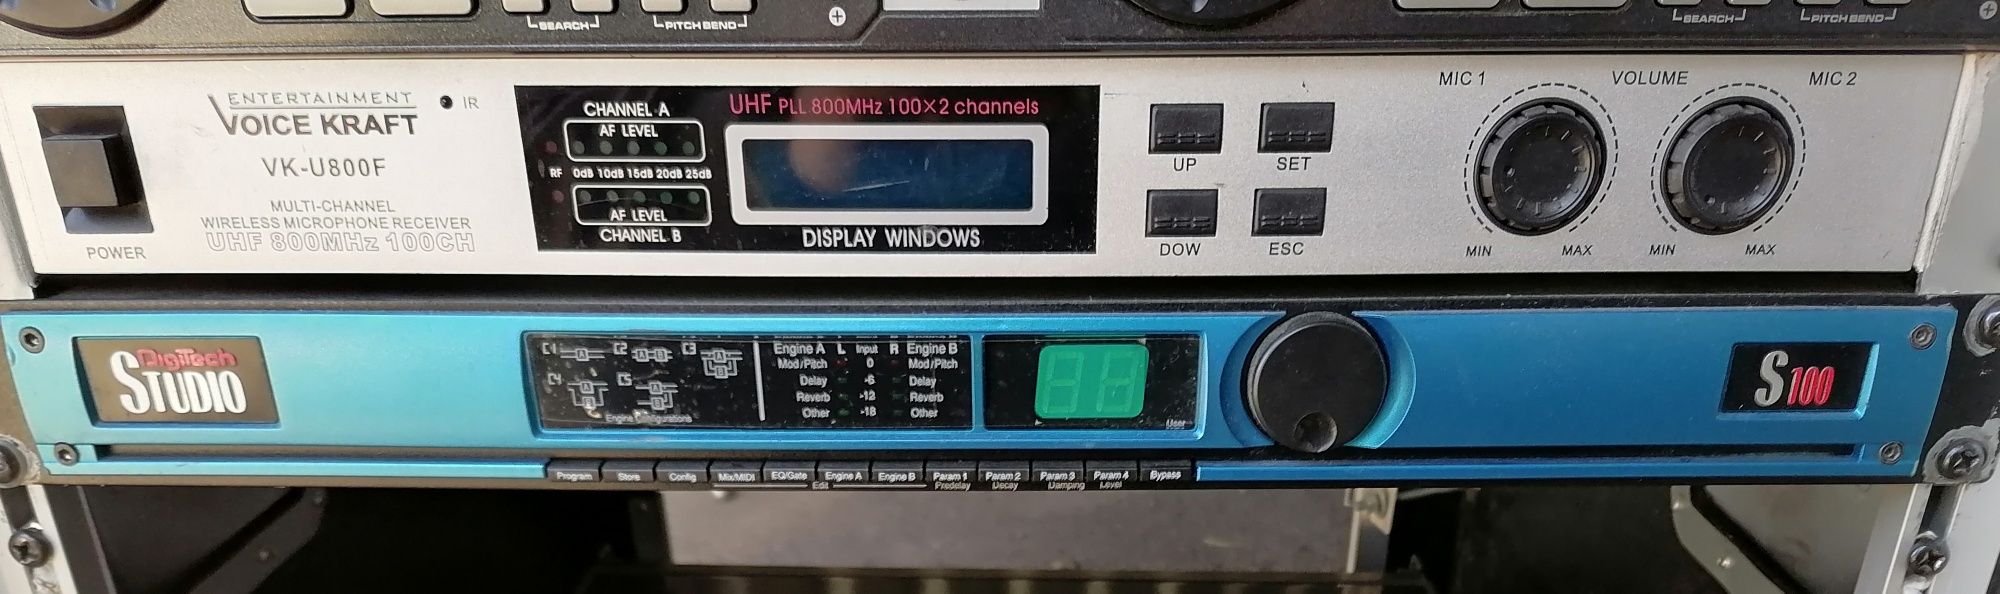 SEARCH
PITCH BEND
SEARCH
PITCH BEND
ENTERTAINMENT
VOICE KRAFT
IR
VK-U800F
MULTI-CHANNEL
WIRELESS MICROPHONE RECEIVER
UHF 800MHz 100CH
POWER
CHANNEL A
AF LEVEL
RF 0dB 10dB 15dB 20dB 25dB
AF LEVEL
CHANNEL B
UHF PLL 800MHz 100×2 channels
DISPLAY WINDOWS
UP
SET
DOW
ESC
MIC 1
VOLUME
MIC 2
MIN
MAX
MIN
MAX
DigiTech
STUDIO
C1 A
C2 A B
C3 A B
C4 A B
C5 A B
Engine Configurations
Engine A L Input R Engine B
Mod/Pitch 0 Mod/Pitch
Delay -6 Delay
Reverb -12 Reverb
Other -18 Other
User
S100
Program
Store
Config
Mix/MIDI
EQ/Gate
Engine A
Engine B
Param 1
Param 2
Param 3
Param 4
Bypass
Edit
Predelay
Decay
Damping
Level